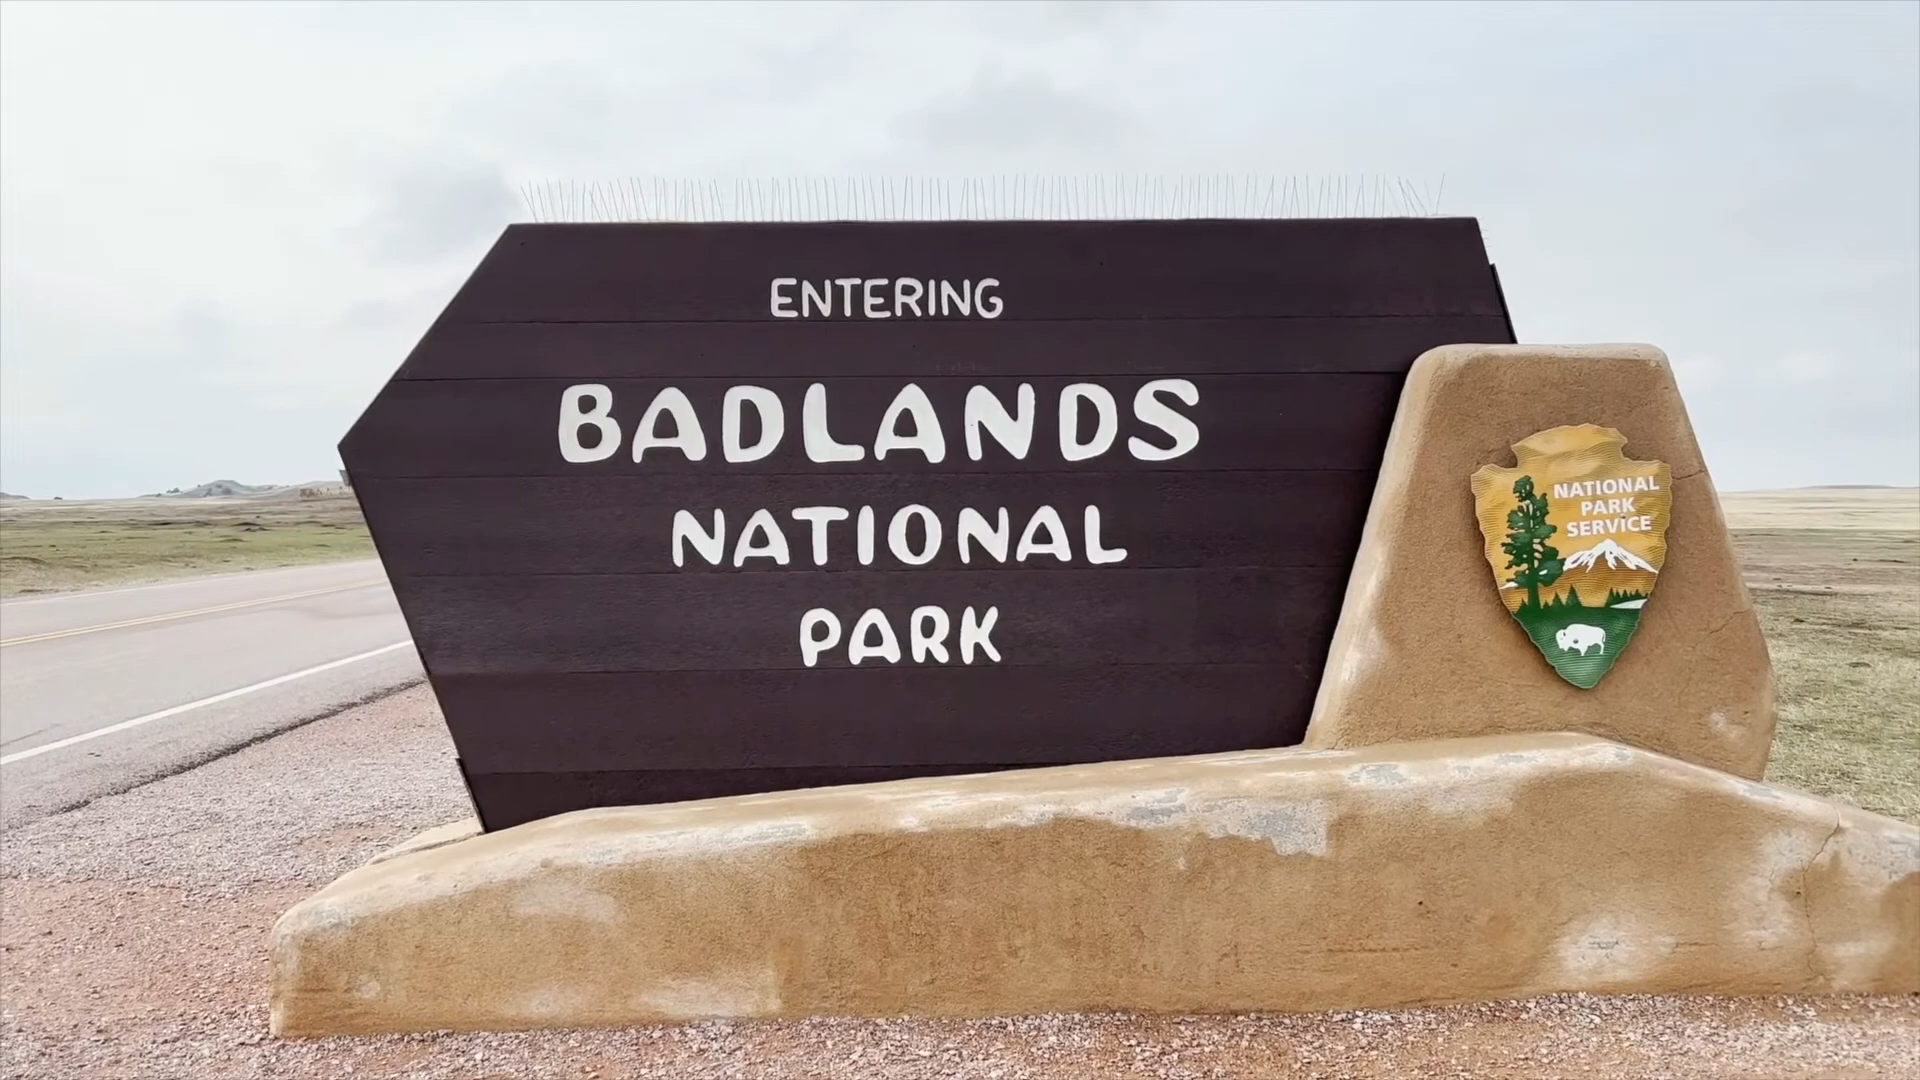 ENTERING
BADLANDS
NATIONAL
PARK
NATIONAL
PARK
SERVICE